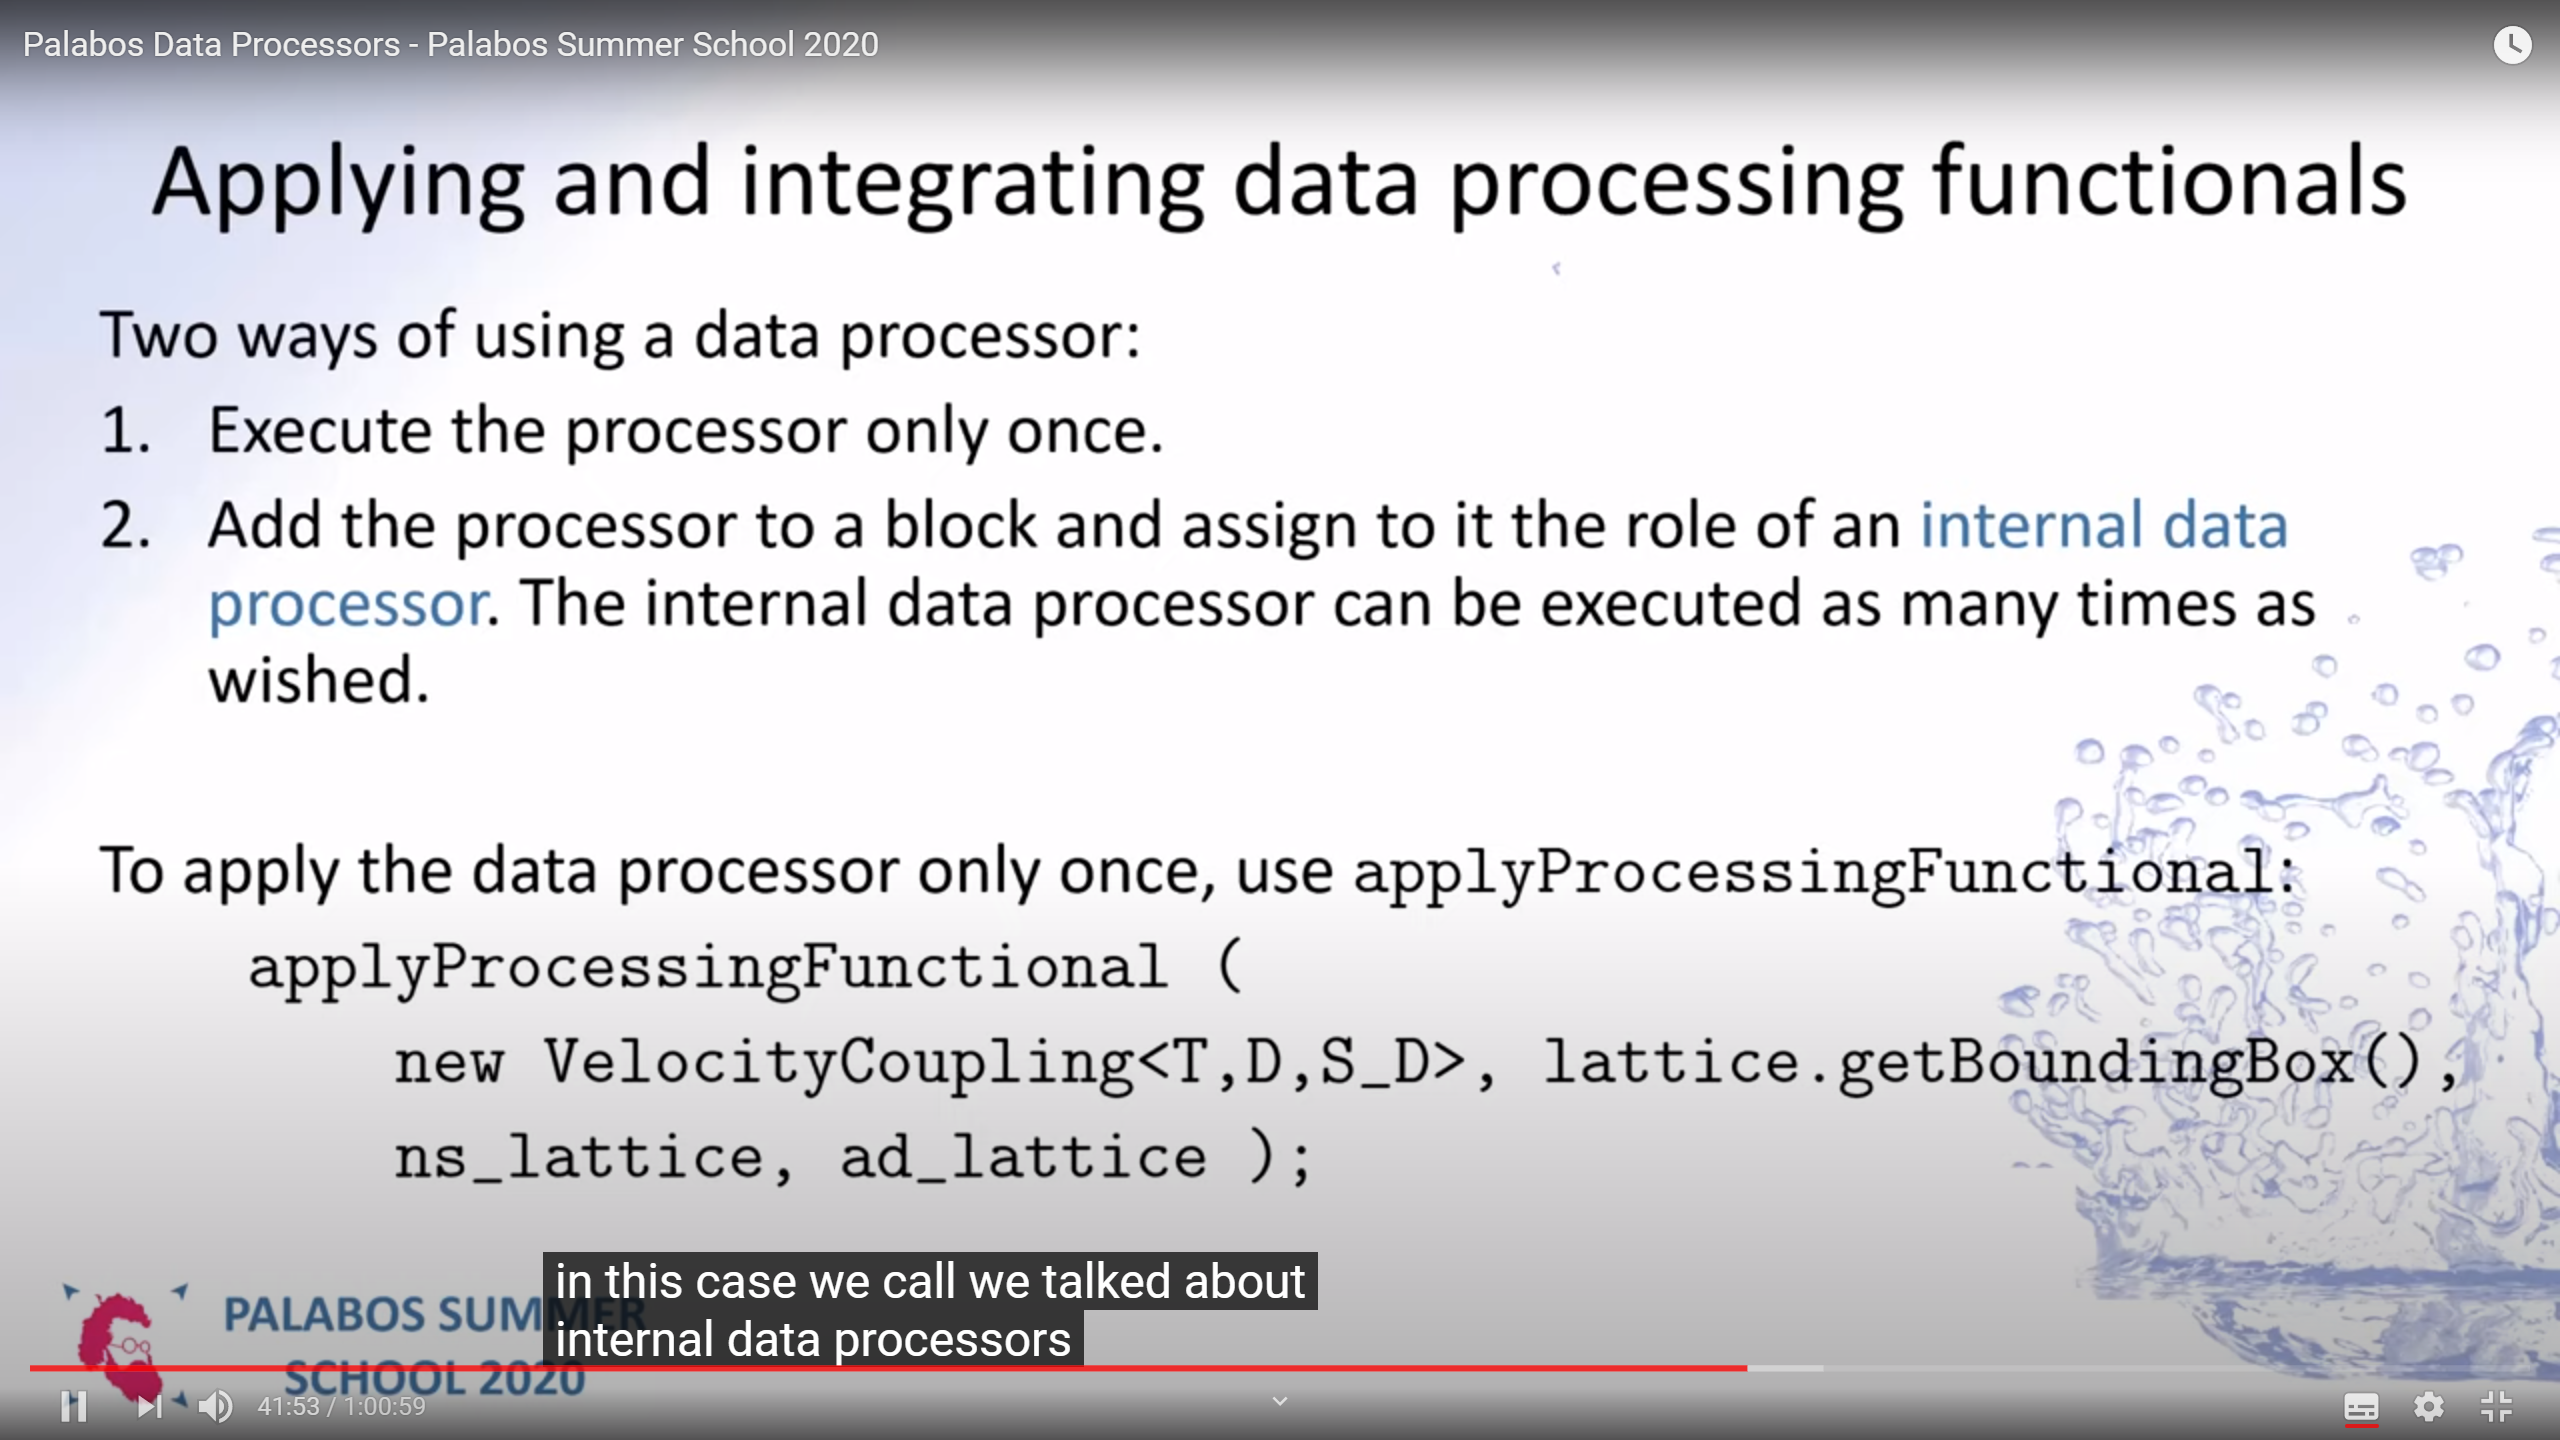 Palabos Data Processors - Palabos Summer School 2020
Applying and integrating data processing functionals
Two ways of using a data processor:
1. Execute the processor only once.
2. Add the processor to a block and assign to it the role of an internal data
processor. The internal data processor can be executed as many times as
wished.
To apply the data processor only once, use applyProcessingFunctional:
applyProcessingFunctional (
new VelocityCoupling<T,D,S_D>, lattice.getBoundingBox(),
ns_lattice, ad_lattice );
in this case we call we talked about
internal data processors
PALABOS SUMMER
SCHOOL 2020
41:53 / 1:00:59